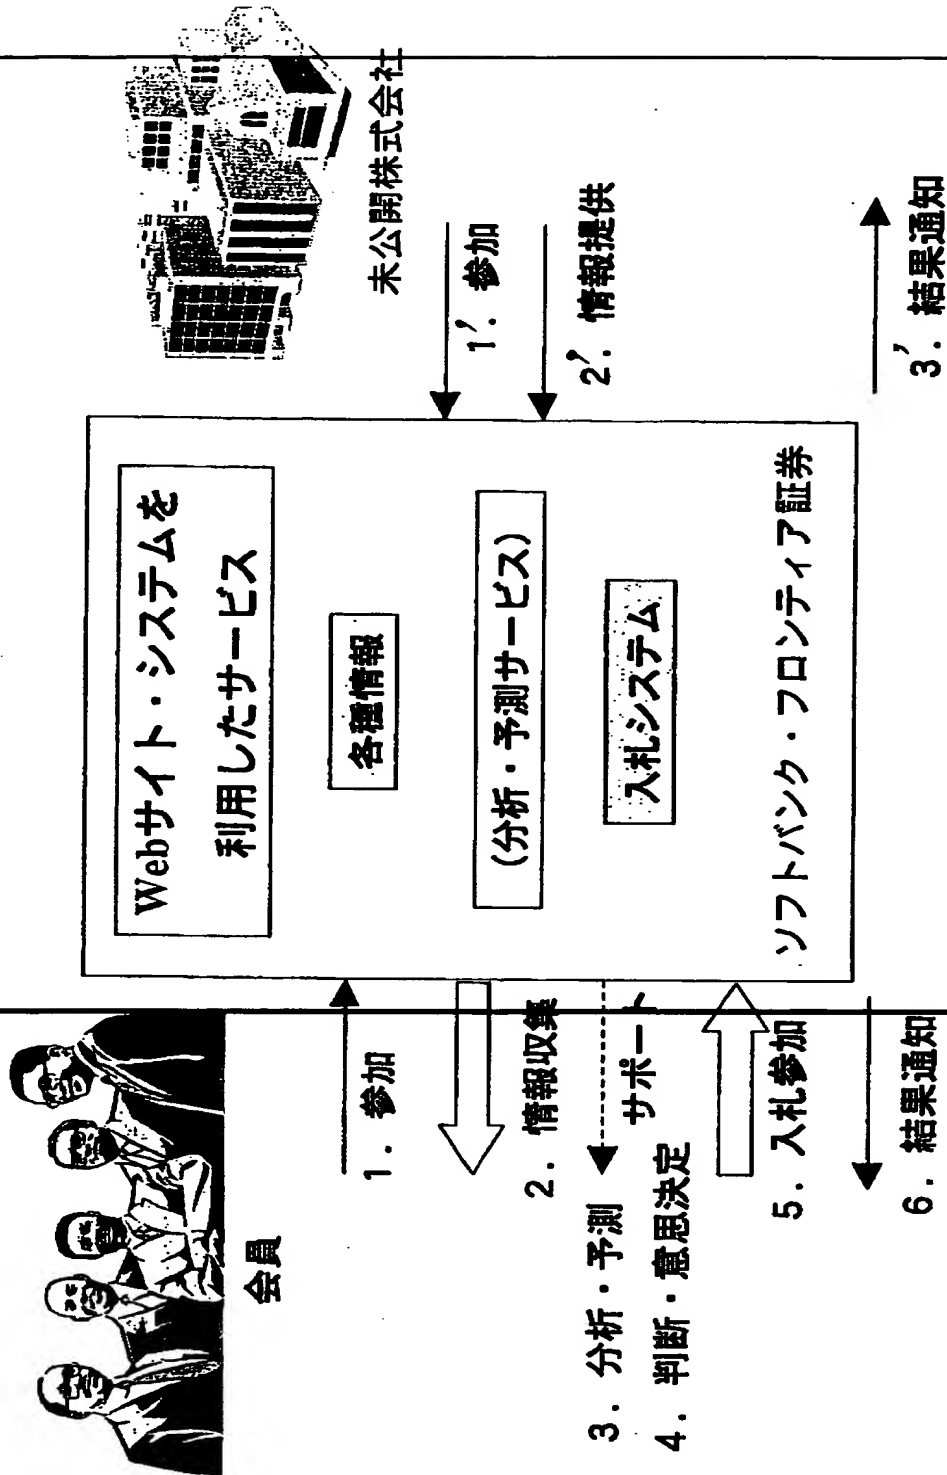 会員
1. 参加
2. 情報収集
3. 分析・予測
サポート
4. 判断・意思決定
5. 入札参加
6. 結果通知
Webサイト・システムを
利用したサービス
各種情報
(分析・予測サービス)
入札システム
ソフトバンク・フロンティア証券
未公開株式会社
1'. 参加
2'. 情報提供
3'. 結果通知